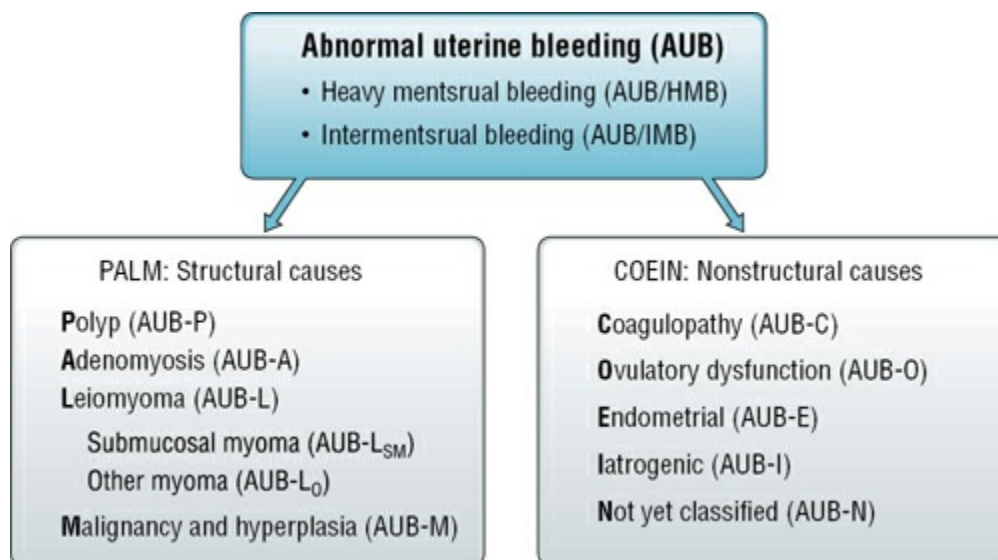 Abnormal uterine bleeding (AUB)
• Heavy mentsrual bleeding (AUB/HMB)
• Intermentsrual bleeding (AUB/IMB)
PALM: Structural causes
Polyp (AUB-P)
Adenomyosis (AUB-A)
Leiomyoma (AUB-L)
Submucosal myoma (AUB-LSM)
Other myoma (AUB-LO)
Malignancy and hyperplasia (AUB-M)
COEIN: Nonstructural causes
Coagulopathy (AUB-C)
Ovulatory dysfunction (AUB-O)
Endometrial (AUB-E)
Iatrogenic (AUB-I)
Not yet classified (AUB-N)